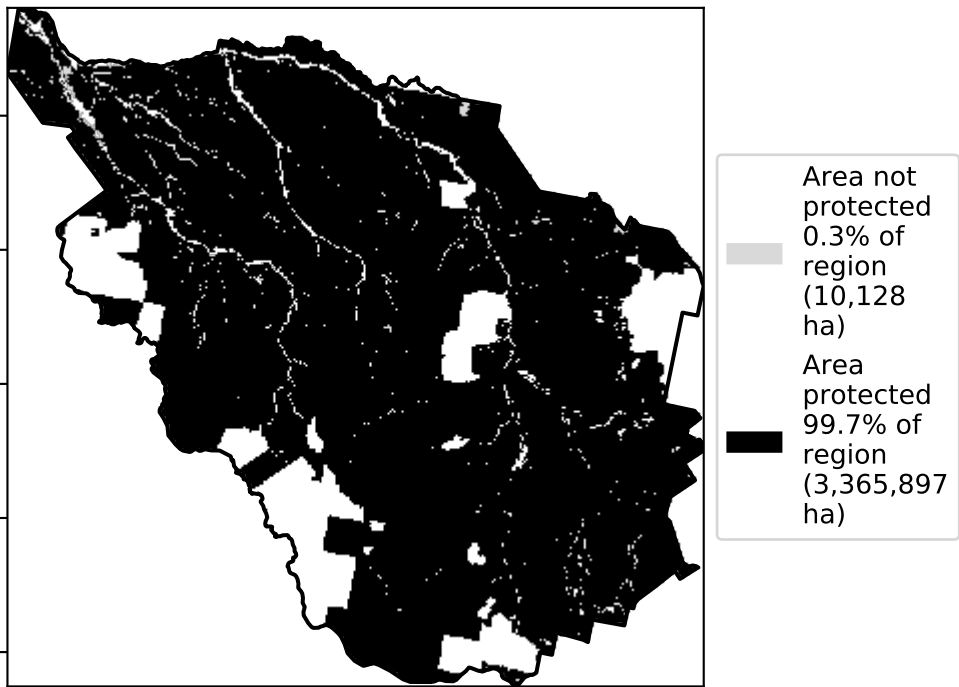 Area not
protected
0.3% of
region
(10,128
ha)
Area
protected
99.7% of
region
(3,365,897
ha)